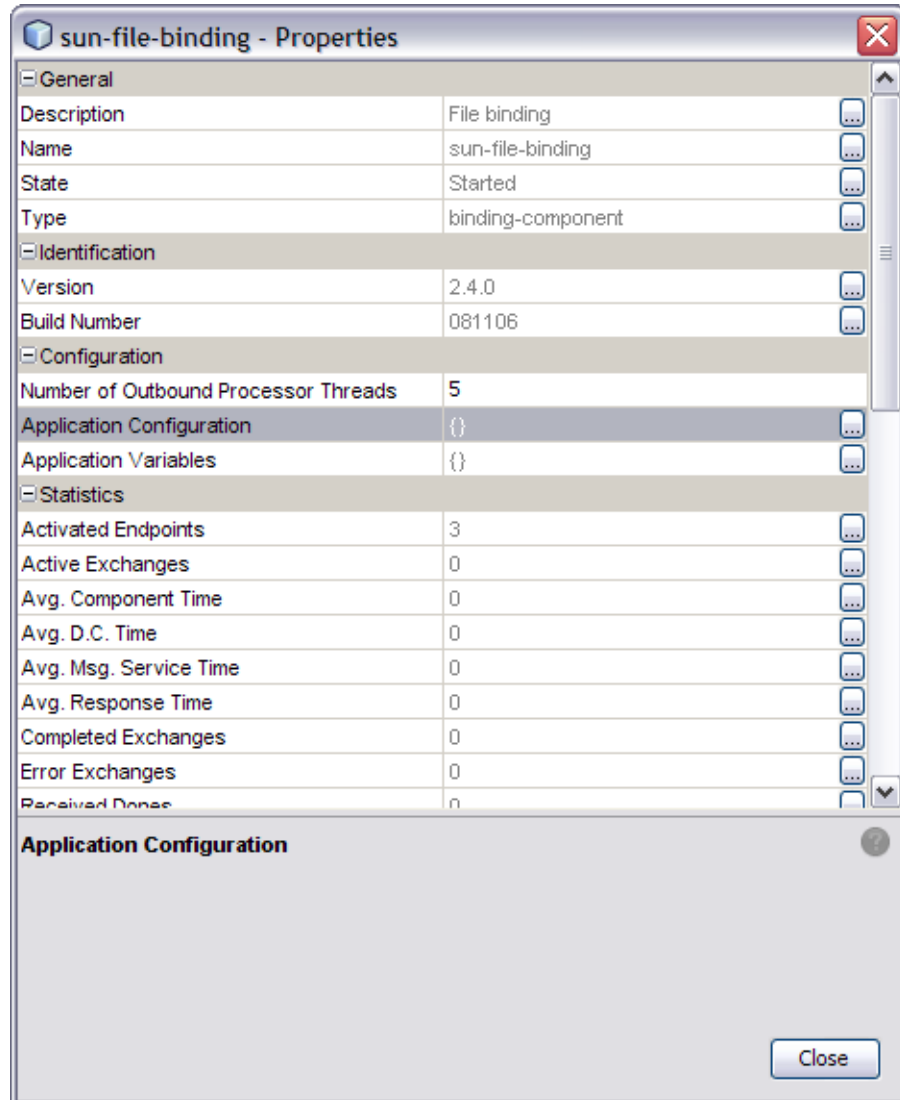 sun-file-binding - Properties
General
Description File binding ...
Name sun-file-binding ...
State Started ...
Type binding-component ...
Identification
Version 2.4.0 ...
Build Number 081106 ...
Configuration
Number of Outbound Processor Threads 5
Application Configuration {} ...
Application Variables {} ...
Statistics
Activated Endpoints 3 ...
Active Exchanges 0 ...
Avg. Component Time 0 ...
Avg. D.C. Time 0 ...
Avg. Msg. Service Time 0 ...
Avg. Response Time 0 ...
Completed Exchanges 0 ...
Error Exchanges 0 ...
Received Dones 0
Application Configuration ?
Close